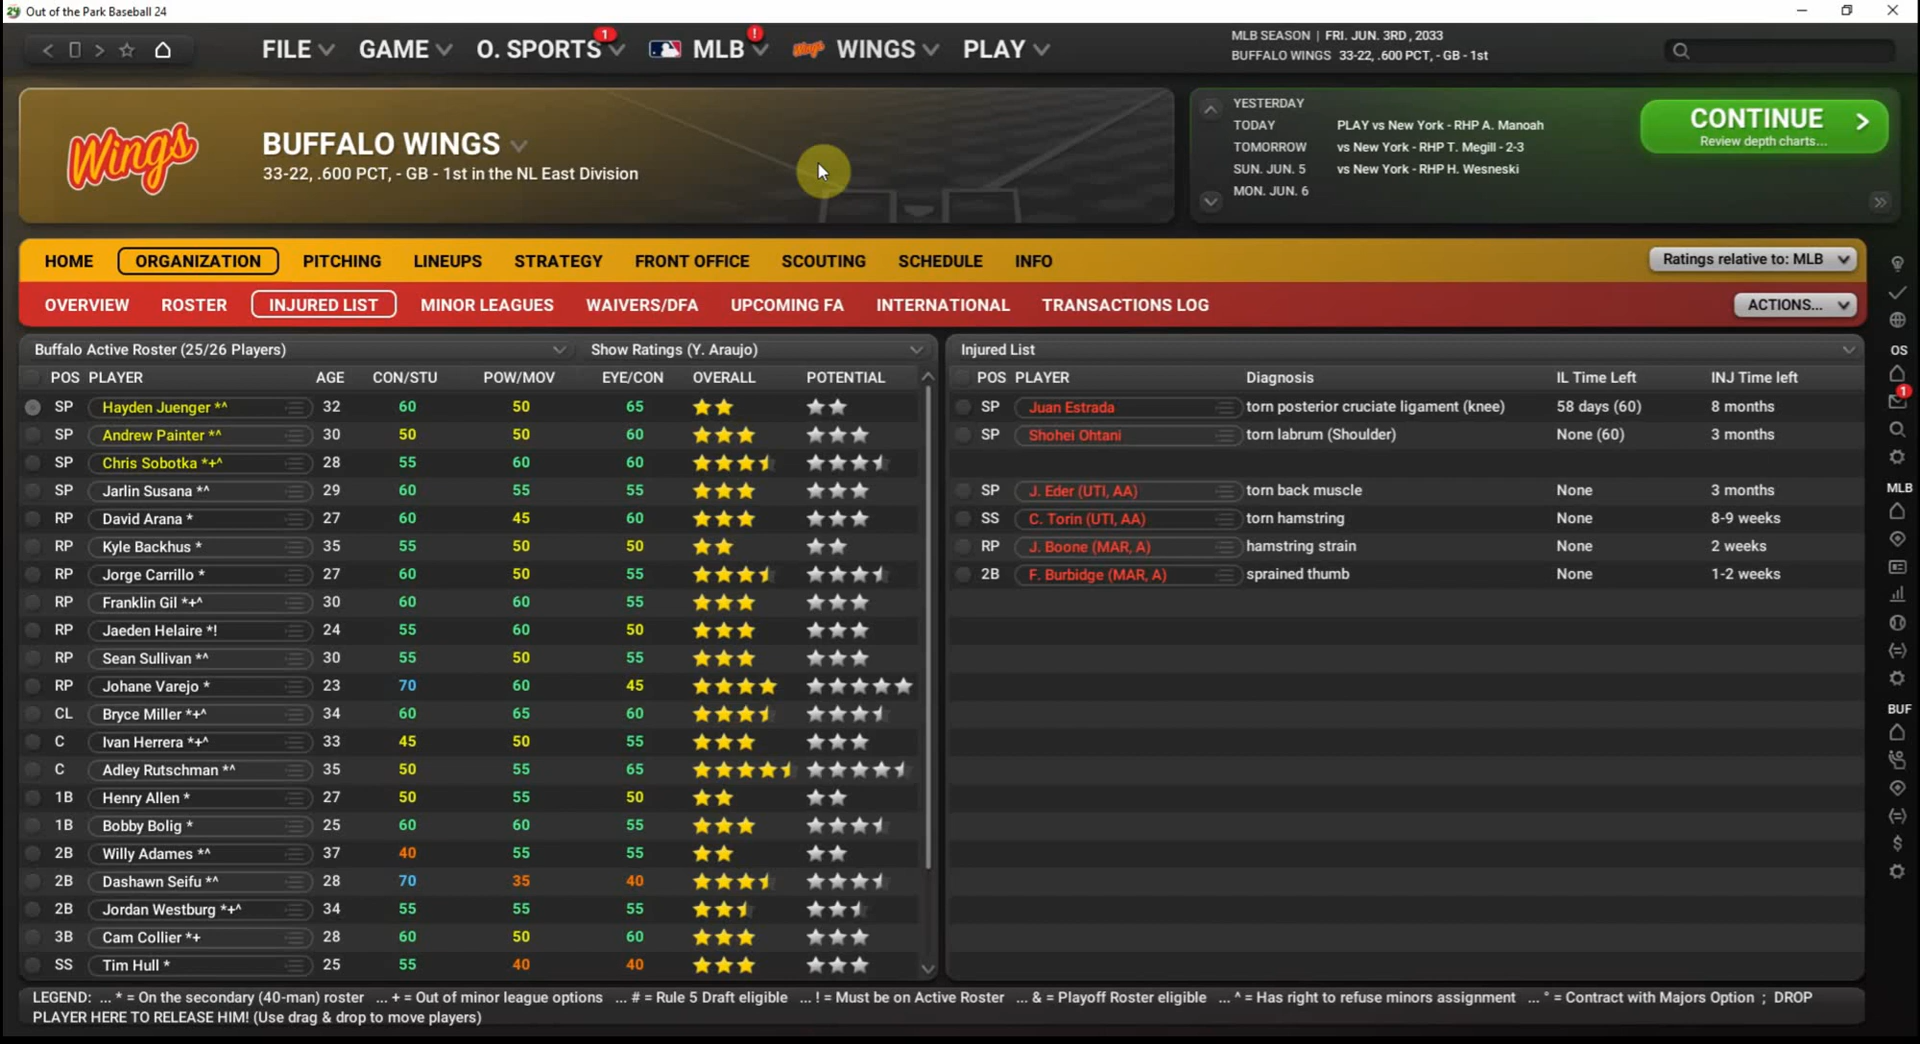 Out of the Park Baseball 24
FILE GAME O. SPORTS 1 MLB ! WINGS PLAY
MLB SEASON | FRI. JUN. 3RD , 2033
BUFFALO WINGS 33-22, .600 PCT, - GB - 1st
Wings
BUFFALO WINGS
33-22, .600 PCT, - GB - 1st in the NL East Division
YESTERDAY
TODAY PLAY vs New York - RHP A. Manoah
TOMORROW vs New York - RHP T. Megill - 2-3
SUN. JUN. 5 vs New York - RHP H. Wesneski
MON. JUN. 6
CONTINUE
Review depth charts...
HOME ORGANIZATION PITCHING LINEUPS STRATEGY FRONT OFFICE SCOUTING SCHEDULE INFO Ratings relative to: MLB
OVERVIEW ROSTER INJURED LIST MINOR LEAGUES WAIVERS/DFA UPCOMING FA INTERNATIONAL TRANSACTIONS LOG ACTIONS...
Buffalo Active Roster (25/26 Players) Show Ratings (Y. Araujo)
POS PLAYER AGE CON/STU POW/MOV EYE/CON OVERALL POTENTIAL
SP Hayden Juenger *^ 32 60 50 65
SP Andrew Painter *^ 30 50 50 60
SP Chris Sobotka *+^ 28 55 60 60
SP Jarlin Susana *^ 29 60 55 55
RP David Arana * 27 60 45 60
RP Kyle Backhus * 35 55 50 50
RP Jorge Carrillo * 27 60 50 55
RP Franklin Gil *+^ 30 60 60 55
RP Jaeden Helaire *! 24 55 60 50
RP Sean Sullivan *^ 30 55 50 55
RP Johane Varejo * 23 70 60 45
CL Bryce Miller *+^ 34 60 65 60
C Ivan Herrera *+^ 33 45 50 55
C Adley Rutschman *^ 35 50 55 65
1B Henry Allen * 27 50 55 50
1B Bobby Bolig * 25 60 60 55
2B Willy Adames *^ 37 40 55 55
2B Dashawn Seifu *^ 28 70 35 40
2B Jordan Westburg *+^ 34 55 55 55
3B Cam Collier *+ 28 60 50 60
SS Tim Hull * 25 55 40 40
Injured List
POS PLAYER Diagnosis IL Time Left INJ Time left
SP Juan Estrada torn posterior cruciate ligament (knee) 58 days (60) 8 months
SP Shohei Ohtani torn labrum (Shoulder) None (60) 3 months
SP J. Eder (UTI, AA) torn back muscle None 3 months
SS C. Torin (UTI, AA) torn hamstring None 8-9 weeks
RP J. Boone (MAR, A) hamstring strain None 2 weeks
2B F. Burbidge (MAR, A) sprained thumb None 1-2 weeks
OS
1
MLB
BUF
$
LEGEND: ... * = On the secondary (40-man) roster ... + = Out of minor league options ... # = Rule 5 Draft eligible ... ! = Must be on Active Roster ... & = Playoff Roster eligible ... ^ = Has right to refuse minors assignment ... ° = Contract with Majors Option ; DROP
PLAYER HERE TO RELEASE HIM! (Use drag & drop to move players)